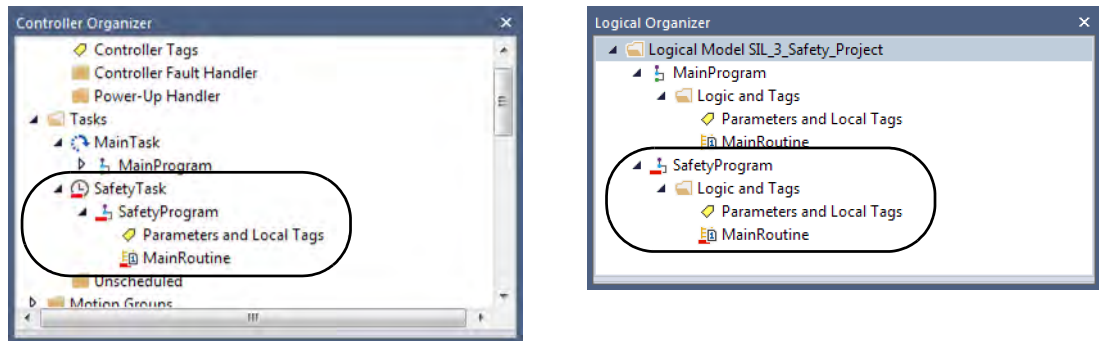 Controller Organizer
Controller Tags
Controller Fault Handler
Power-Up Handler
Tasks
MainTask
MainProgram
SafetyTask
SafetyProgram
Parameters and Local Tags
MainRoutine
Unscheduled
Motion Groups
Logical Organizer
Logical Model SIL_3_Safety_Project
MainProgram
Logic and Tags
Parameters and Local Tags
MainRoutine
SafetyProgram
Logic and Tags
Parameters and Local Tags
MainRoutine